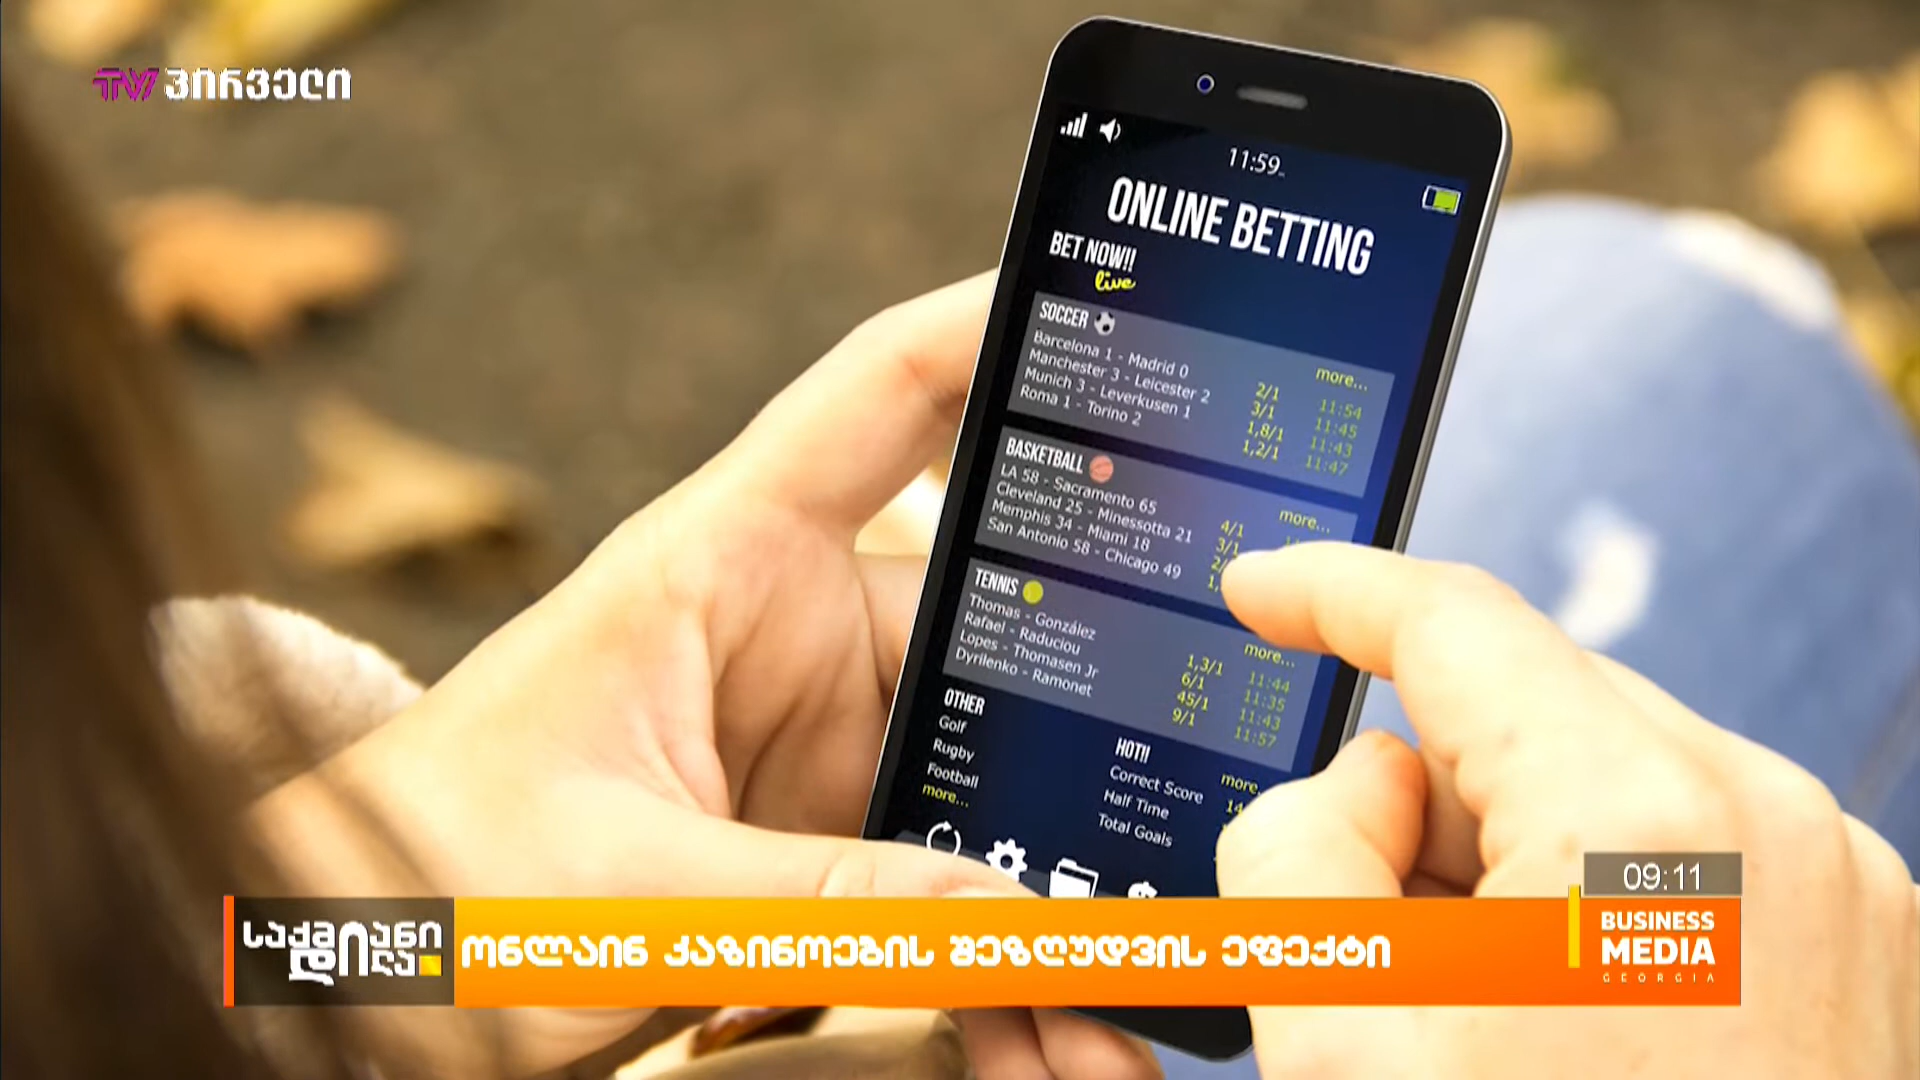 TV პირველი
11:59
ONLINE BETTING
BET NOW!!
live
SOCCER
more...
Barcelona 1 - Madrid 0 2/1 11:54
Manchester 3 - Leicester 2 3/1 11:45
Munich 3 - Leverkusen 1 1,8/1 11:43
Roma 1 - Torino 2 1,2/1 11:47
BASKETBALL
more...
LA 58 - Sacramento 65 4/1
Cleveland 25 - Minessotta 21 3/1
Memphis 34 - Miami 18
San Antonio 58 - Chicago 49
TENNIS
more...
Thomas - González 1,3/1 11:44
Rafael - Raduciou 6/1 11:35
Lopes - Thomasen Jr 45/1 11:43
Dyrilenko - Ramonet 9/1 11:57
OTHER
Golf
Rugby
Football
more...
HOT!!
more.
Correct Score
Half Time
Total Goals
09:11
საქმიანი
დილა
ონლაინ კაზინოების შეზღუდვის ეფექტი
BUSINESS
MEDIA
GEORGIA